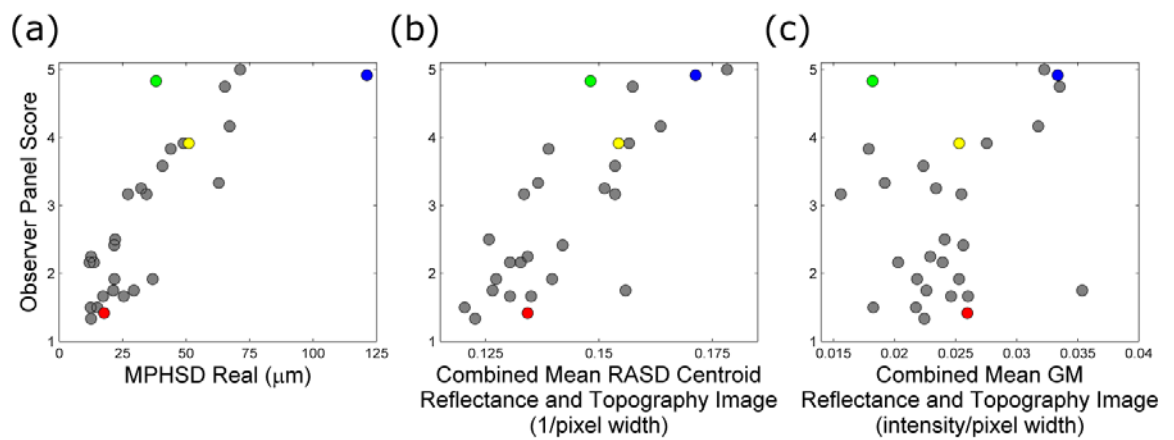 (a)
(b)
(c)
Observer Panel Score
5
4
3
2
1
0
25
50
75
100
125
MPHSD Real (μm)
5
4
3
2
1
0.125
0.15
0.175
Combined Mean RASD Centroid
Reflectance and Topography Image
(1/pixel width)
5
4
3
2
1
0.015
0.02
0.025
0.03
0.035
0.04
Combined Mean GM
Reflectance and Topography Image
(intensity/pixel width)